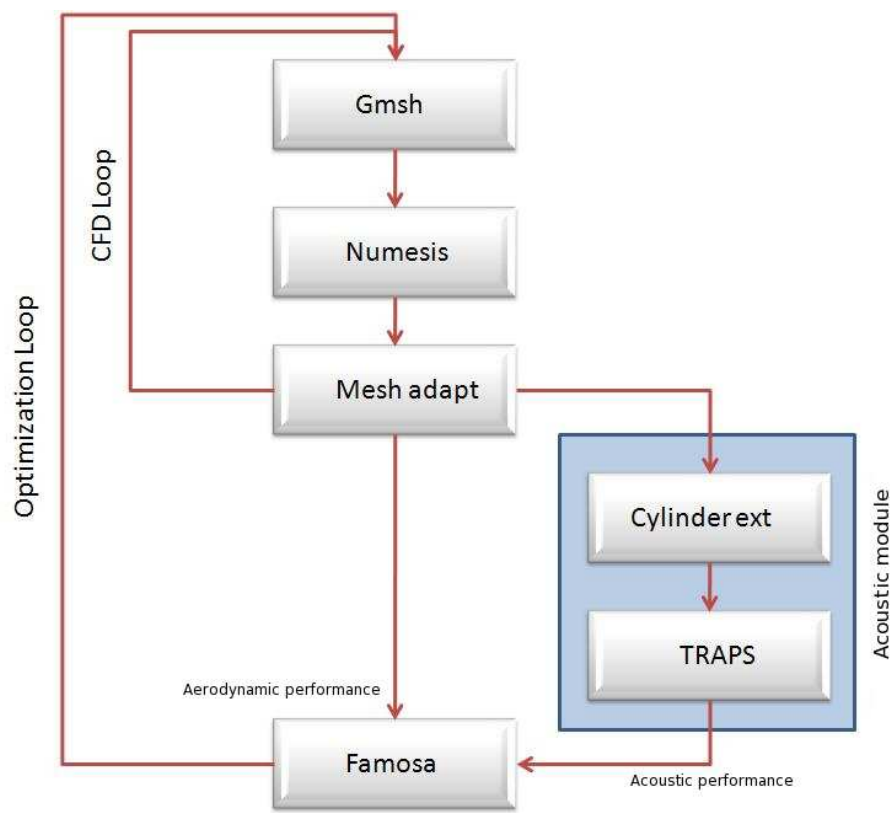 Gmsh
CFD Loop
Numesis
Optimization Loop
Mesh adapt
Cylinder ext
Acoustic module
TRAPS
Aerodynamic performance
Famosa
Acoustic performance